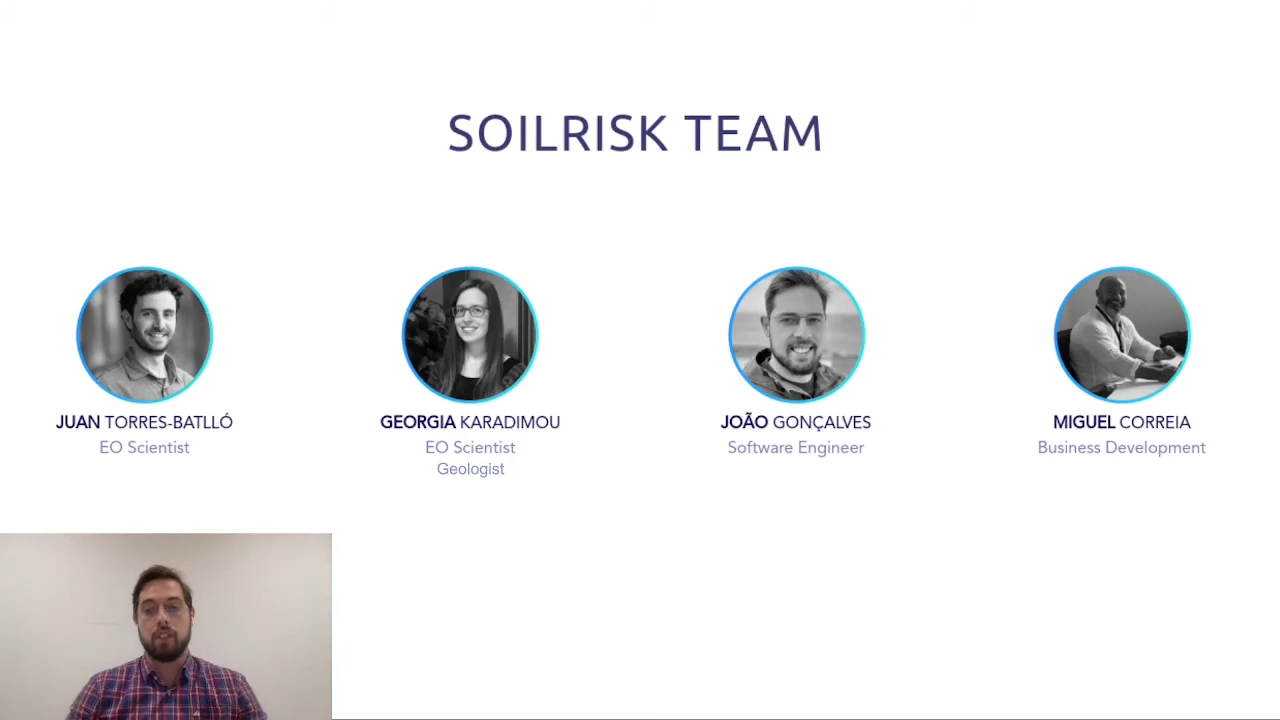 SOILRISK TEAM
JUAN TORRES-BATLLÓ
EO Scientist
GEORGIA KARADIMOU
EO Scientist
Geologist
JOÃO GONÇALVES
Software Engineer
MIGUEL CORREIA
Business Development